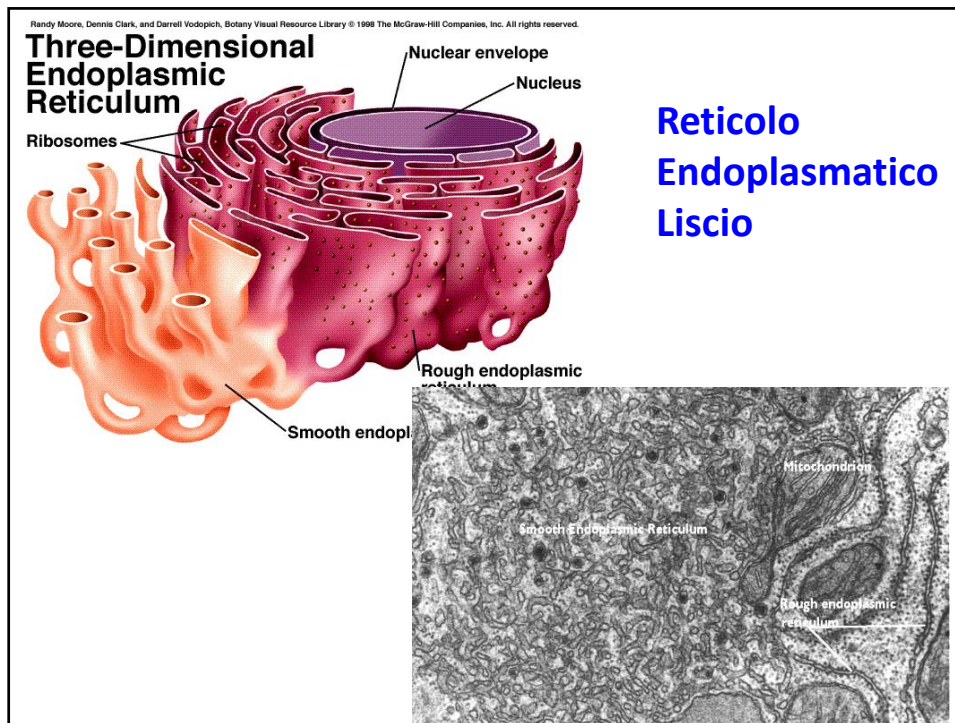 Randy Moore, Dennis Clark, and Darrell Vodopich, Botany Visual Resource Library © 1998 The McGraw-Hill Companies, Inc. All rights reserved.
Three-Dimensional
Endoplasmic
Reticulum
Nuclear envelope
Nucleus
Ribosomes
Reticolo
Endoplasmatico
Liscio
Rough endoplasmic
Smooth
Mitochondrion
Smooth Endoplasmic Reticulum
Rough endoplasmic
reticulum